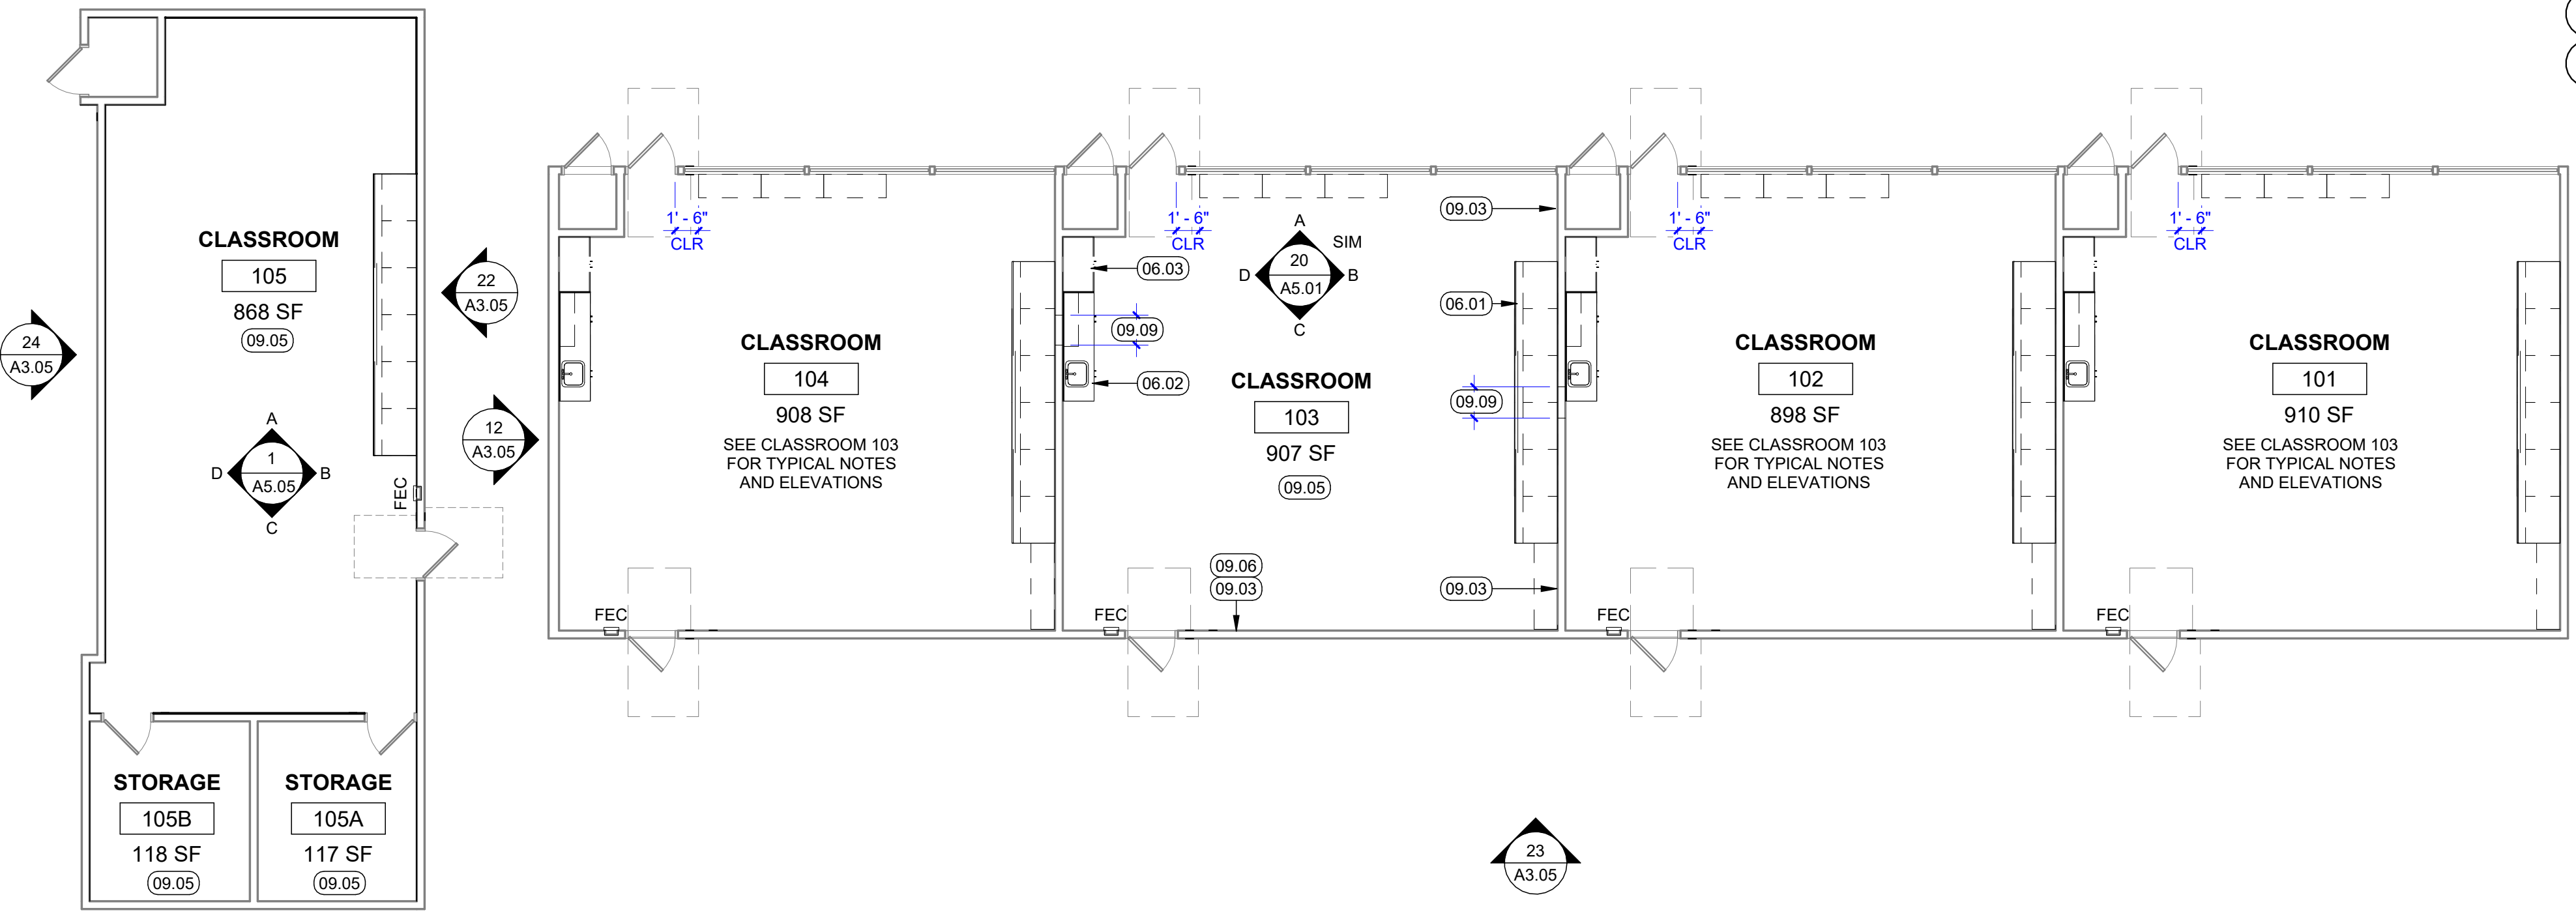 CLASSROOM
105
868 SF
09.05
24
A3.05
22
A3.05
12
A3.05
A
D
1
B
A5.05
C
FEC
STORAGE
105B
118 SF
09.05
STORAGE
105A
117 SF
09.05
1' - 6"
CLR
CLASSROOM
104
908 SF
SEE CLASSROOM 103
FOR TYPICAL NOTES
AND ELEVATIONS
FEC
1' - 6"
CLR
06.03
09.09
06.02
A
SIM
D
20
B
A5.01
C
09.03
06.01
09.09
CLASSROOM
103
907 SF
09.05
09.06
09.03
09.03
FEC
1' - 6"
CLR
CLASSROOM
102
898 SF
SEE CLASSROOM 103
FOR TYPICAL NOTES
AND ELEVATIONS
FEC
1' - 6"
CLR
CLASSROOM
101
910 SF
SEE CLASSROOM 103
FOR TYPICAL NOTES
AND ELEVATIONS
FEC
23
A3.05